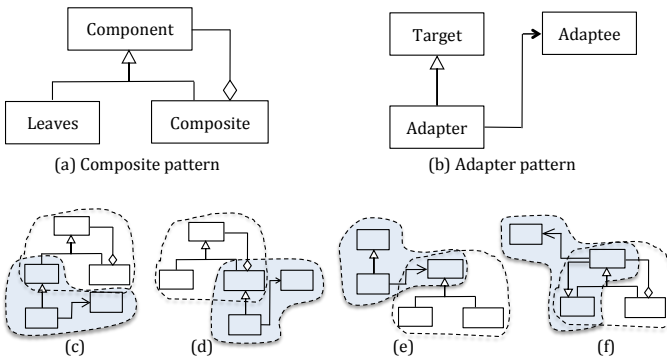 Component
Target
Adaptee
Leaves
Composite
Adapter
(a) Composite pattern
(b) Adapter pattern
(c)
(d)
(e)
(f)